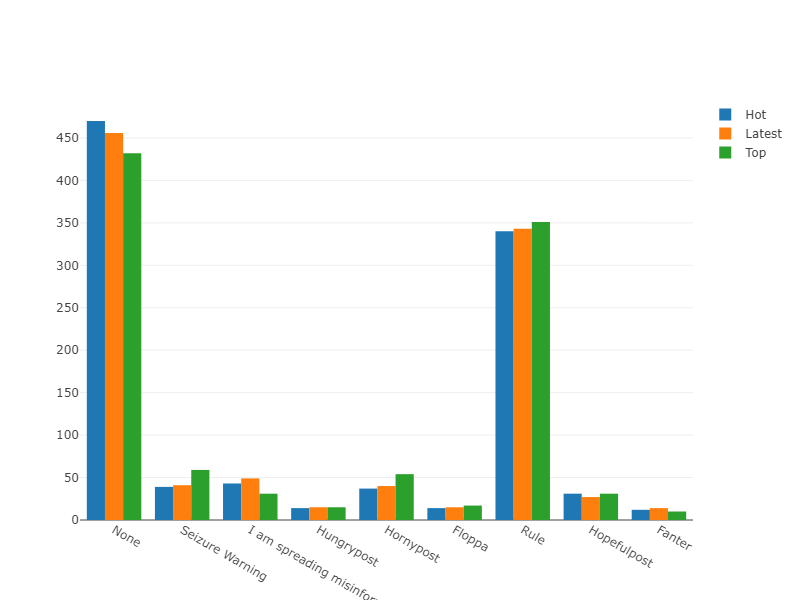 Hot
Latest
Top
450
400
350
300
250
200
150
100
50
0
None
Seizure Warning
I am spreading misinfor
Hungrypost
Hornypost
Floppa
Rule
Hopefulpost
Fanter